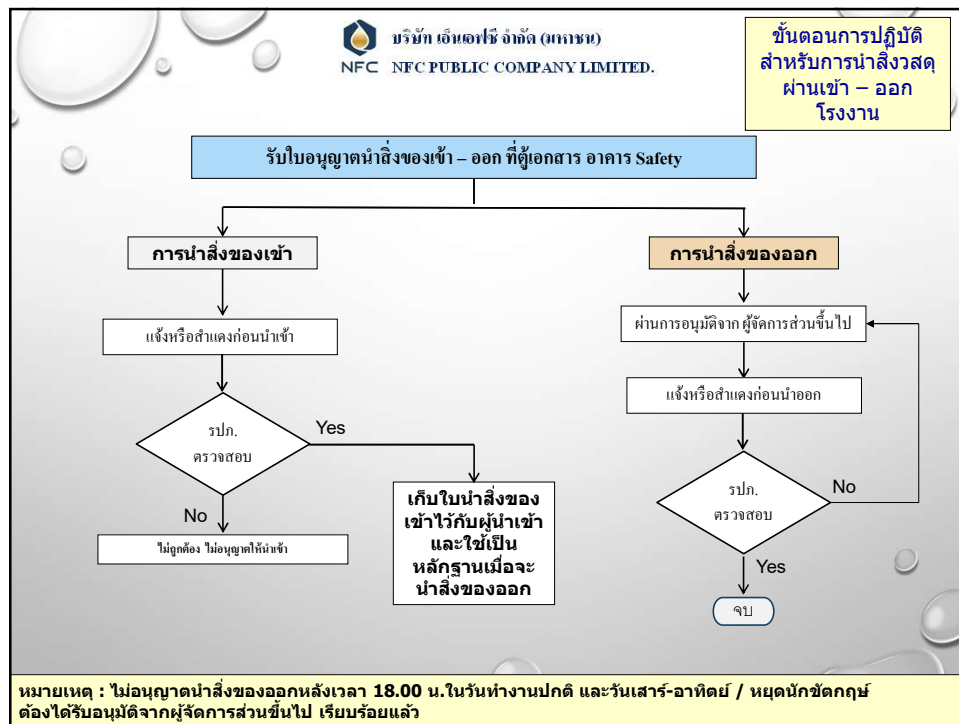 บริษัท เอ็นเอฟซี จำกัด (มหาชน)
NFC NFC PUBLIC COMPANY LIMITED.
ขั้นตอนการปฏิบัติ
สำหรับการนำสิ่งวัสดุ
ผ่านเข้า – ออก
โรงงาน
รับใบอนุญาตนำสิ่งของเข้า – ออก ที่ตู้เอกสาร อาคาร Safety
การนำสิ่งของเข้า
แจ้งหรือสำแดงก่อนนำเข้า
รปภ.
ตรวจสอบ
Yes
No
ไม่ถูกต้อง ไม่อนุญาตให้นำเข้า
เก็บใบนำสิ่งของ
เข้าไว้กับผู้นำเข้า
และใช้เป็น
หลักฐานเมื่อจะ
นำสิ่งของออก
การนำสิ่งของออก
ผ่านการอนุมัติจาก ผู้จัดการส่วนขึ้นไป
แจ้งหรือสำแดงก่อนนำออก
รปภ.
ตรวจสอบ
No
Yes
จบ
หมายเหตุ : ไม่อนุญาตนำสิ่งของออกหลังเวลา 18.00 น.ในวันทำงานปกติ และวันเสาร์-อาทิตย์ / หยุดนักขัตฤกษ์
ต้องได้รับอนุมัติจากผู้จัดการส่วนขึ้นไป เรียบร้อยแล้ว